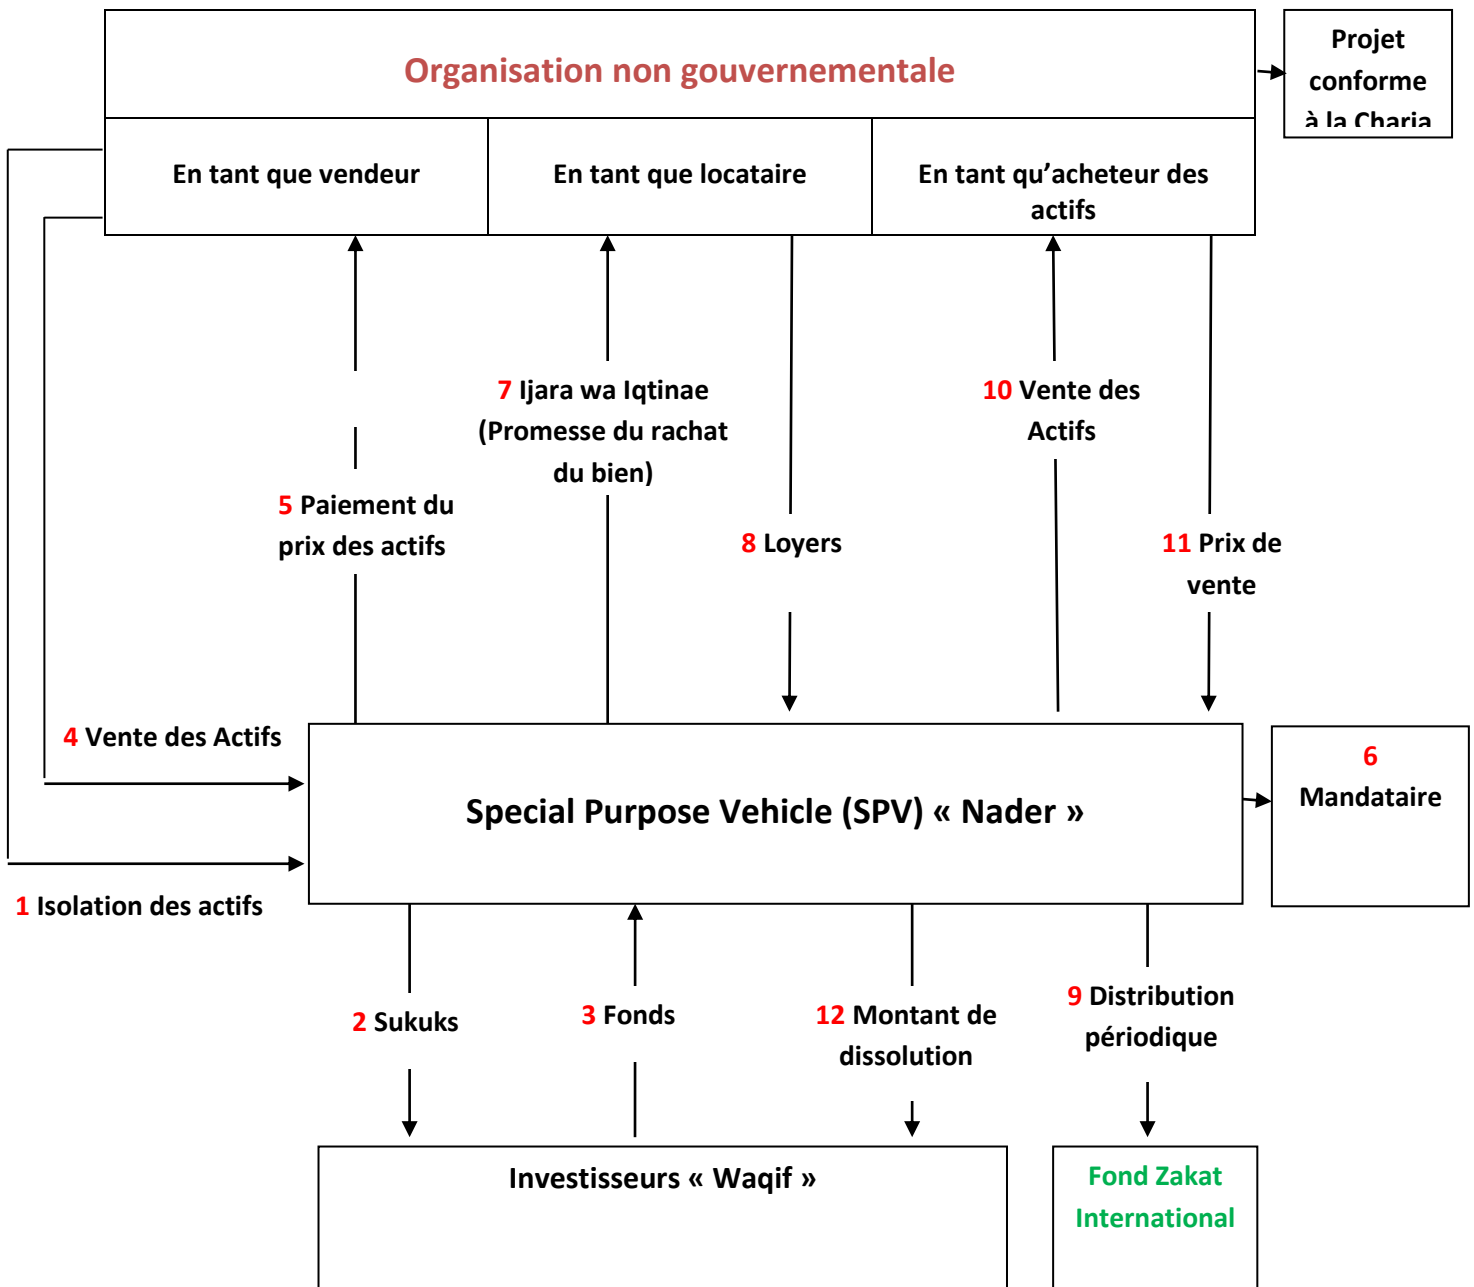 Organisation non gouvernementale
Projet
conforme
à la Charia
En tant que vendeur
En tant que locataire
En tant qu’acheteur des
actifs
7 Ijara wa Iqtinae
(Promesse du rachat
du bien)
10 Vente des
Actifs
5 Paiement du
prix des actifs
8 Loyers
11 Prix de
vente
4 Vente des Actifs
Special Purpose Vehicle (SPV) « Nader »
6
Mandataire
1 Isolation des actifs
2 Sukuks
3 Fonds
12 Montant de
dissolution
9 Distribution
périodique
Investisseurs « Waqif »
Fond Zakat
International